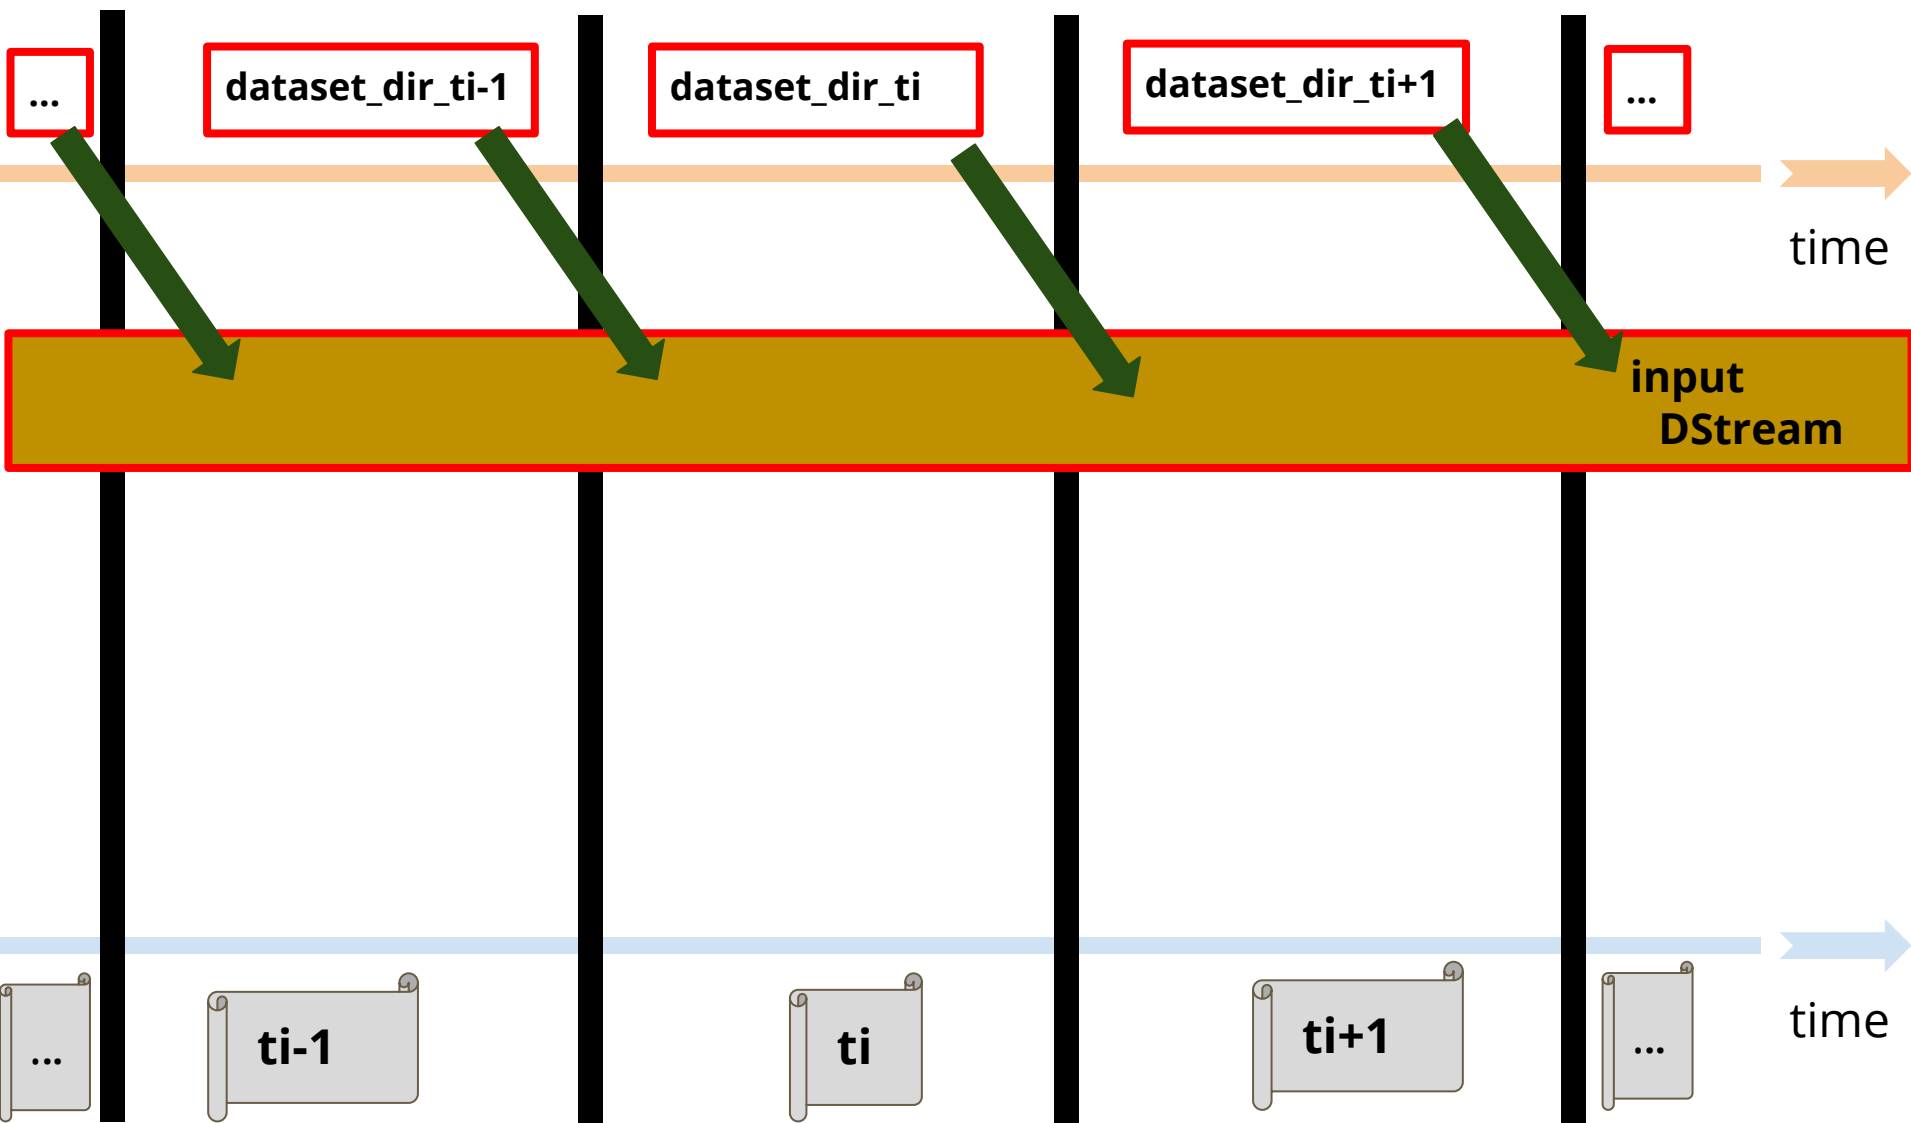 ...
dataset_dir_ti-1
dataset_dir_ti
dataset_dir_ti+1
...
time
input
DStream
...
ti-1
ti
ti+1
...
time